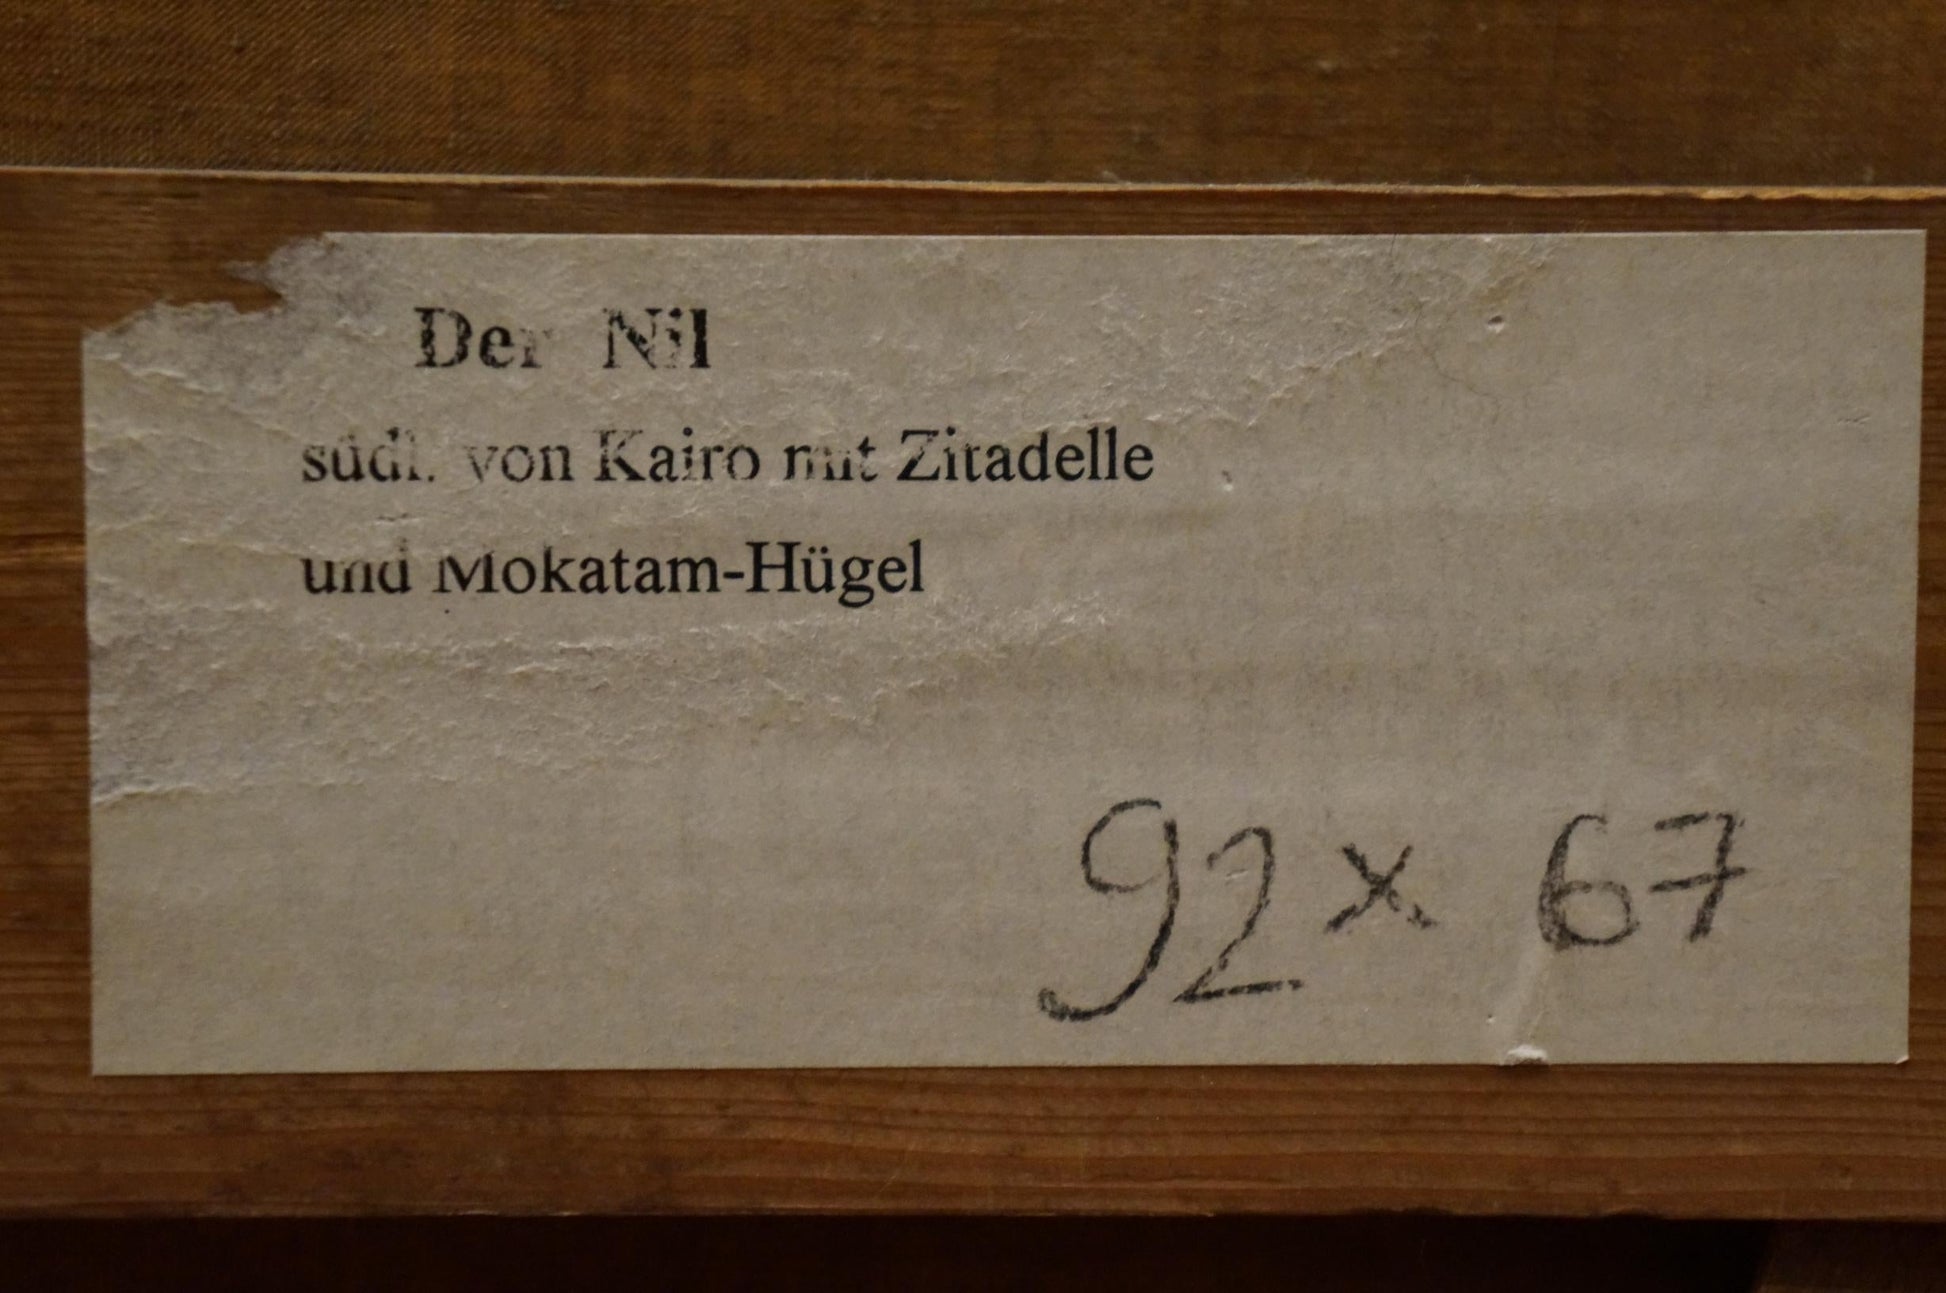 Der Nil
südl. von Kairo mit Zitadelle
und Mokatam-Hügel
92 x 67